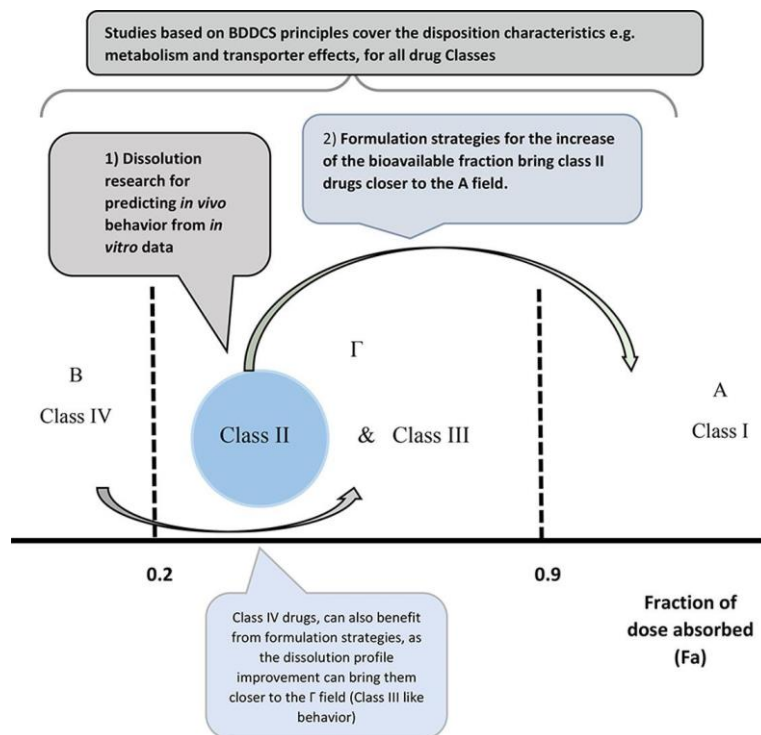 Studies based on BDDCS principles cover the disposition characteristics e.g.
metabolism and transporter effects, for all drug Classes
1) Dissolution
research for
predicting in vivo
behavior from in
vitro data
2) Formulation strategies for the increase
of the bioavailable fraction bring class II
drugs closer to the A field.
Γ
B
Class IV
Class II
& Class III
A
Class I
0.2
0.9
Fraction of
dose absorbed
(Fa)
Class IV drugs, can also benefit
from formulation strategies, as
the dissolution profile
improvement can bring them
closer to the Γ field (Class III like
behavior)